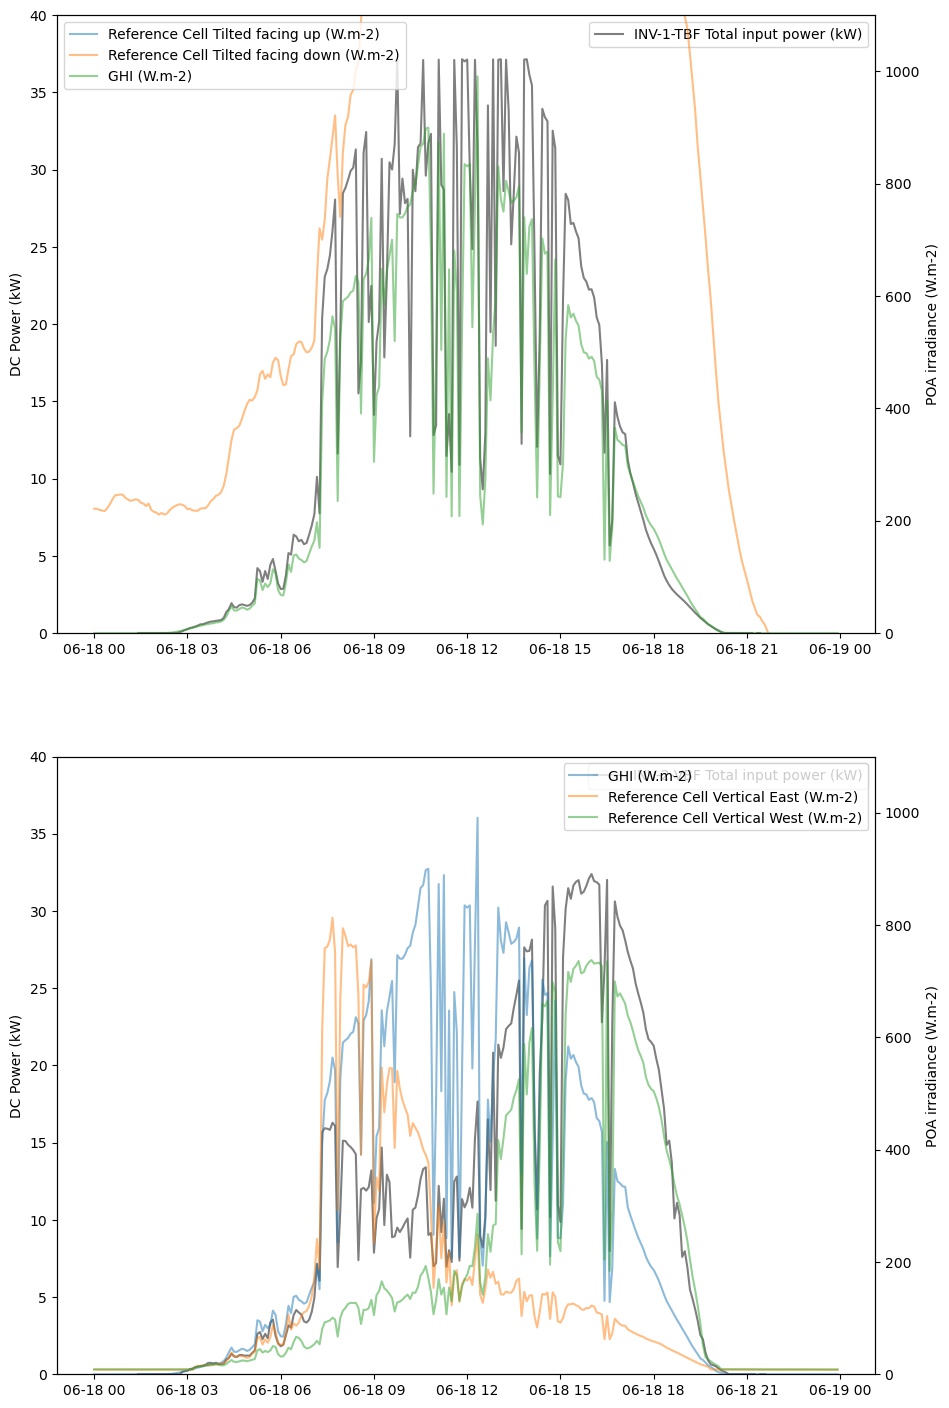 Reference Cell Tilted facing up (W.m-2)
Reference Cell Tilted facing down (W.m-2)
GHI (W.m-2)
INV-1-TBF Total input power (kW)
40
35
30
25
20
15
10
5
0
DC Power (kW)
1000
800
600
400
200
0
POA irradiance (W.m-2)
06-18 00 06-18 03 06-18 06 06-18 09 06-18 12 06-18 15 06-18 18 06-18 21 06-19 00
GHI (W.m-2)
Total input power (kW)
Reference Cell Vertical East (W.m-2)
Reference Cell Vertical West (W.m-2)
40
35
30
25
20
15
10
5
0
DC Power (kW)
1000
800
600
400
200
0
POA irradiance (W.m-2)
06-18 00 06-18 03 06-18 06 06-18 09 06-18 12 06-18 15 06-18 18 06-18 21 06-19 00